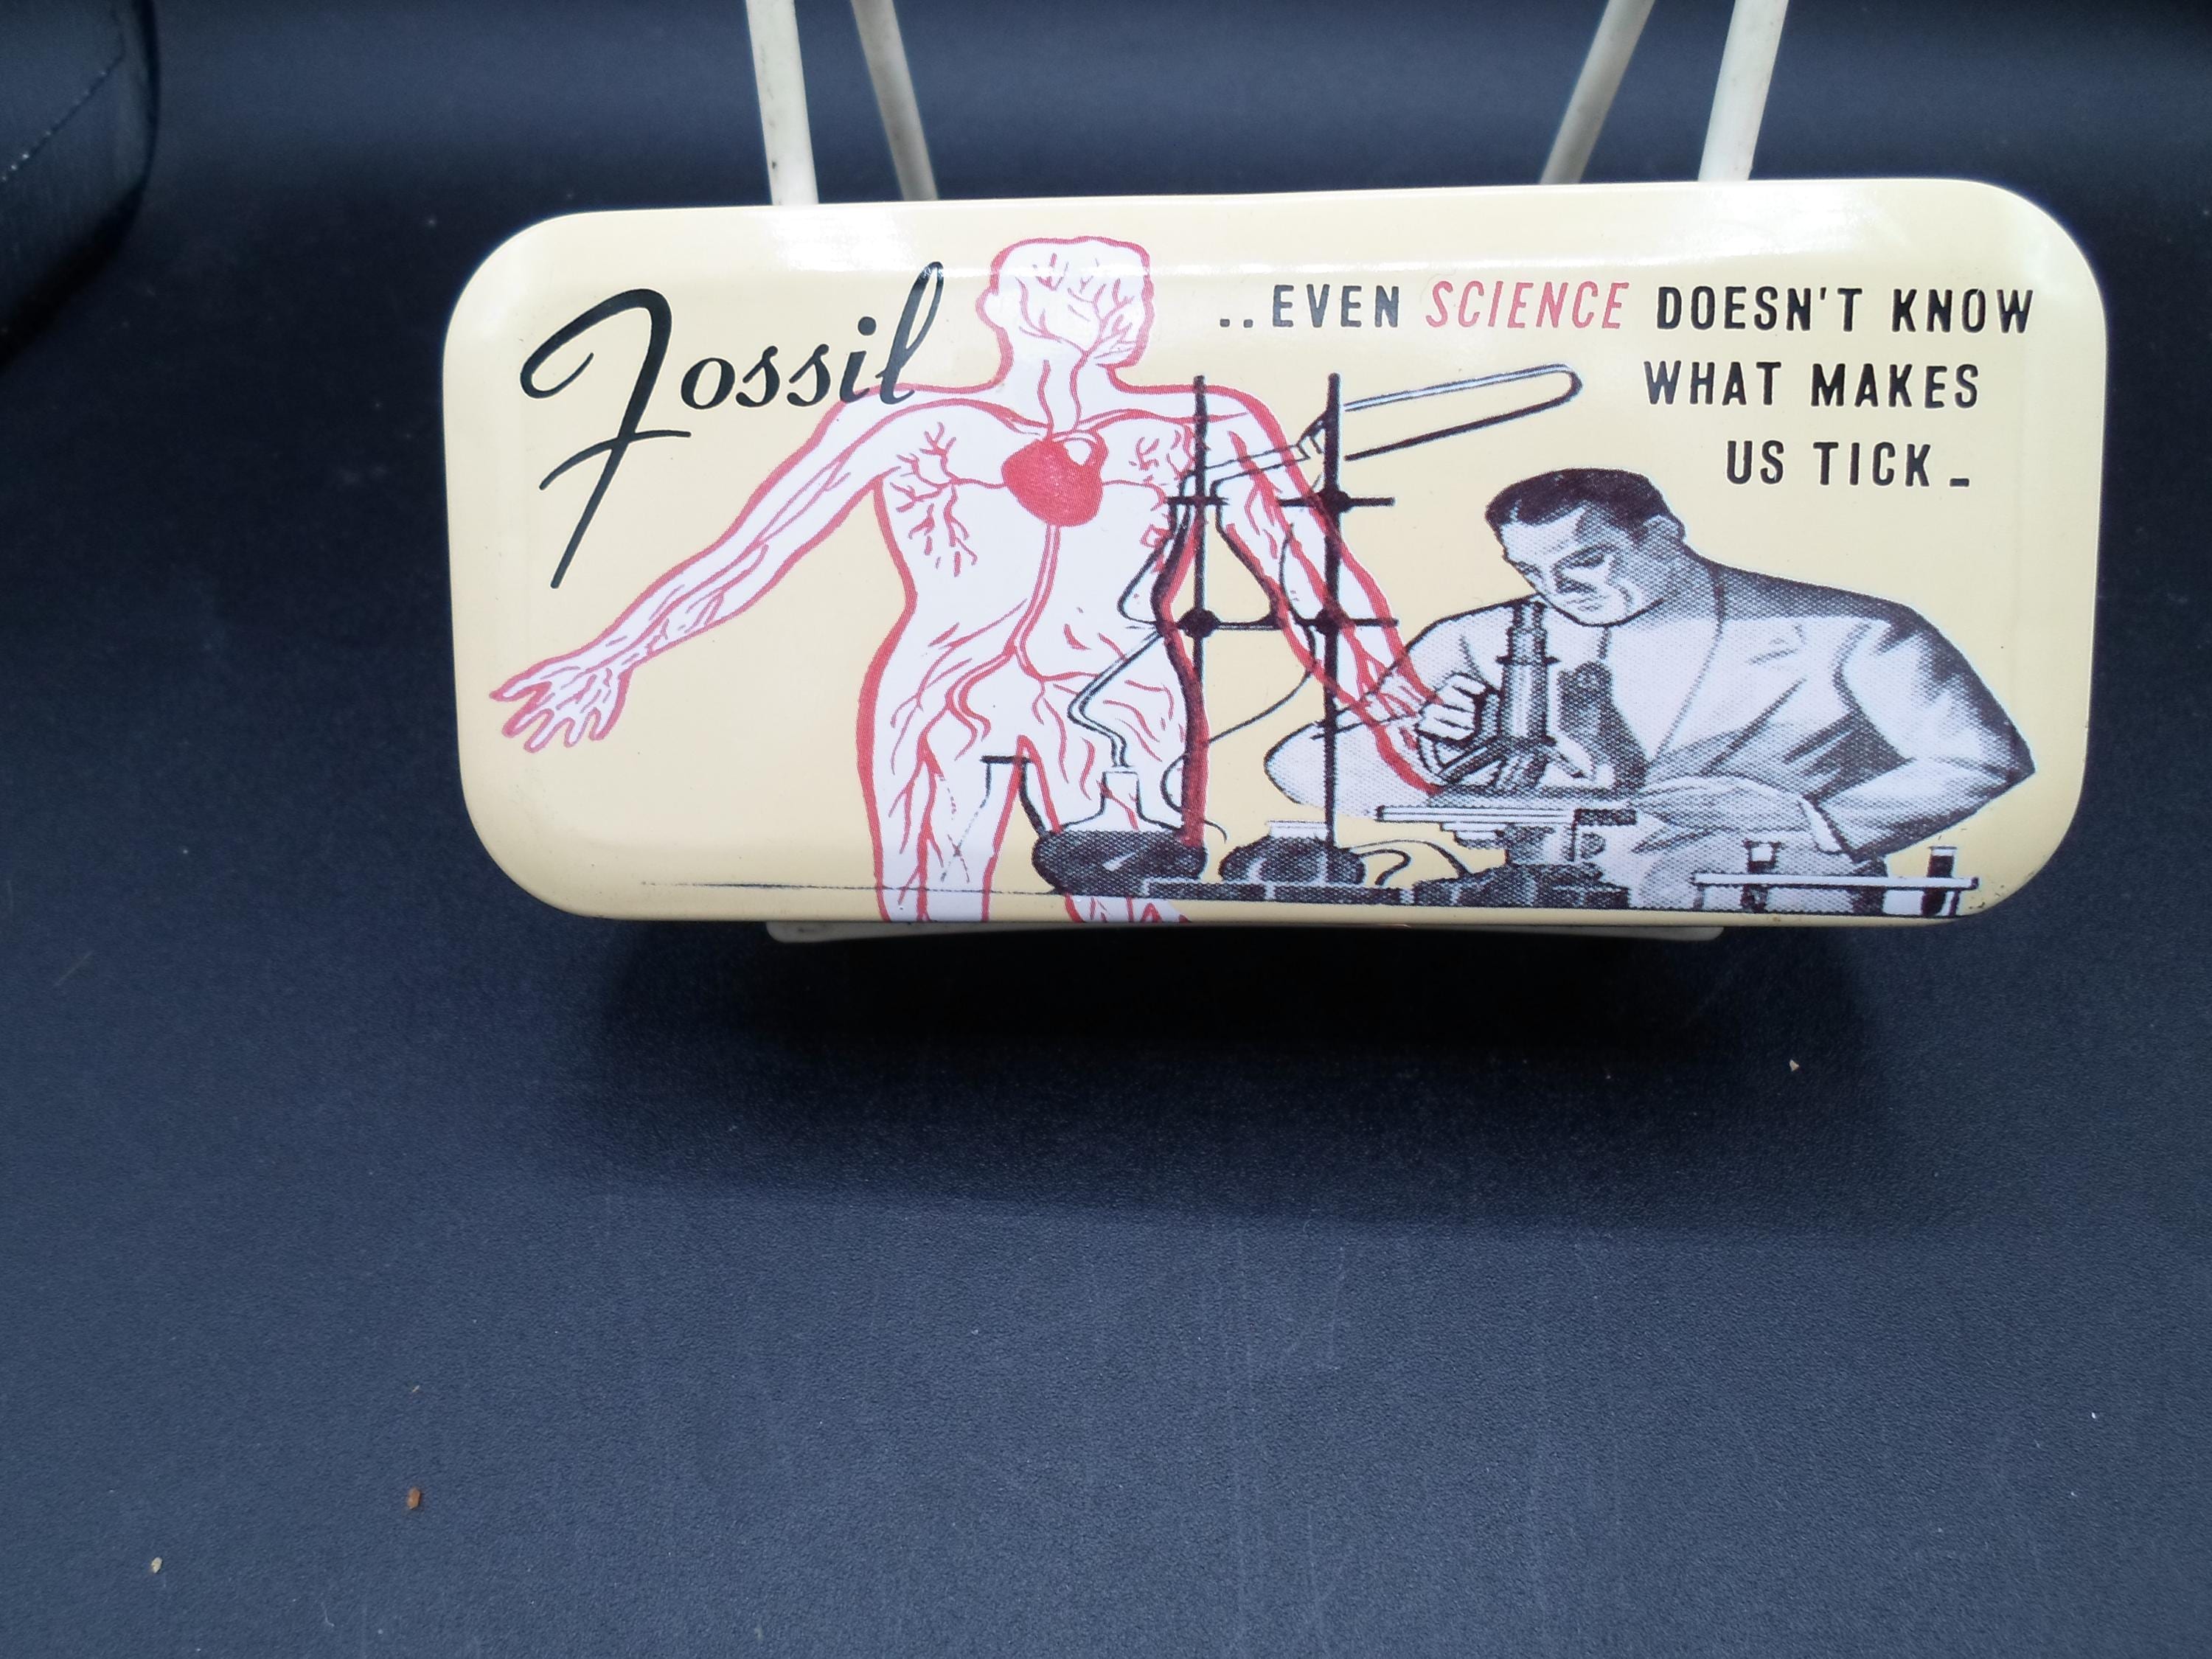 Fossil
..EVEN SCIENCE DOESN'T KNOW
WHAT MAKES
US TICK_